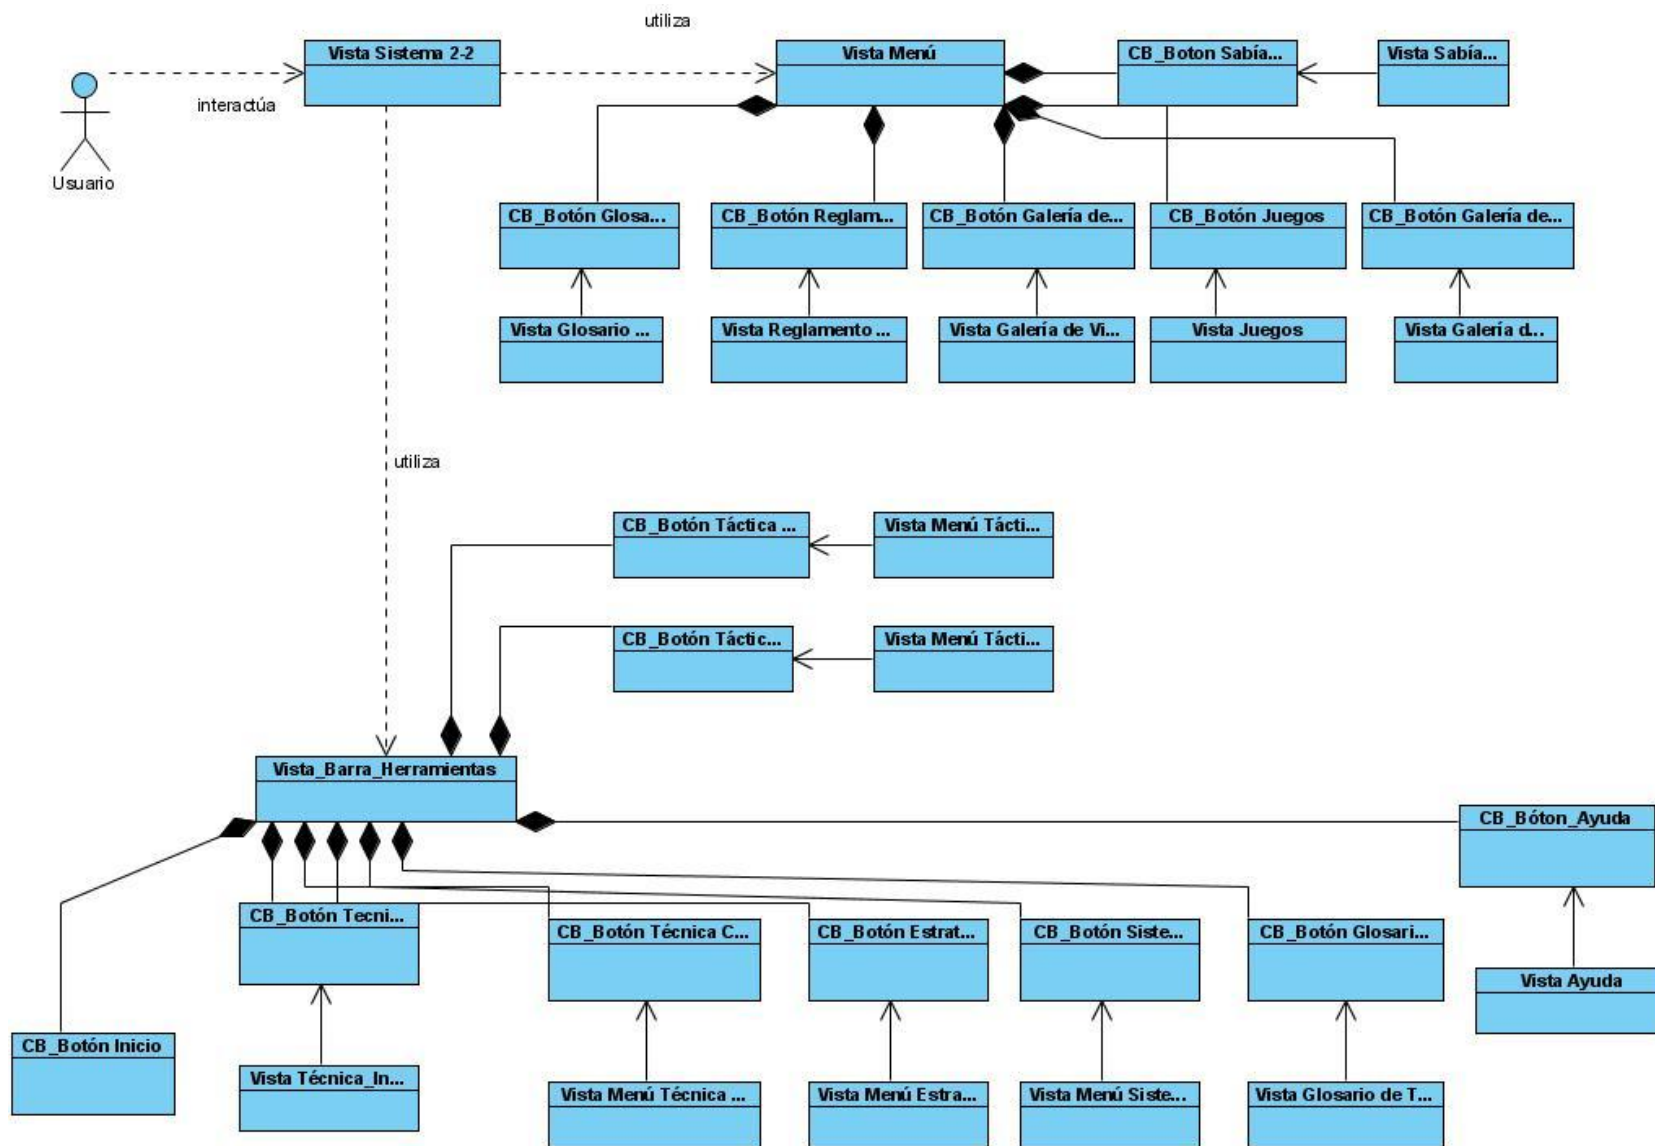 utiliza
Vista Sistema 2-2
Vista Menú
CB_Boton Sabía...
Vista Sabía...
interactúa
Usuario
CB_Botón Glosa...
CB_Botón Reglam...
CB_Botón Galería de...
CB_Botón Juegos
CB_Botón Galería de...
Vista Glosario ...
Vista Reglamento ...
Vista Galería de Vi...
Vista Juegos
Vista Galería d...
utiliza
CB_Botón Táctica ...
Vista Menú Tácti...
CB_Botón Táctic...
Vista Menú Tácti...
Vista_Barra_Herramientas
CB_Bóton_Ayuda
CB_Botón Tecni...
CB_Botón Técnica C...
CB_Botón Estrat...
CB_Botón Siste...
CB_Botón Glosari...
Vista Ayuda
CB_Botón Inicio
Vista Técnica_In...
Vista Menú Técnica ...
Vista Menú Estra...
Vista Menú Siste...
Vista Glosario de T...